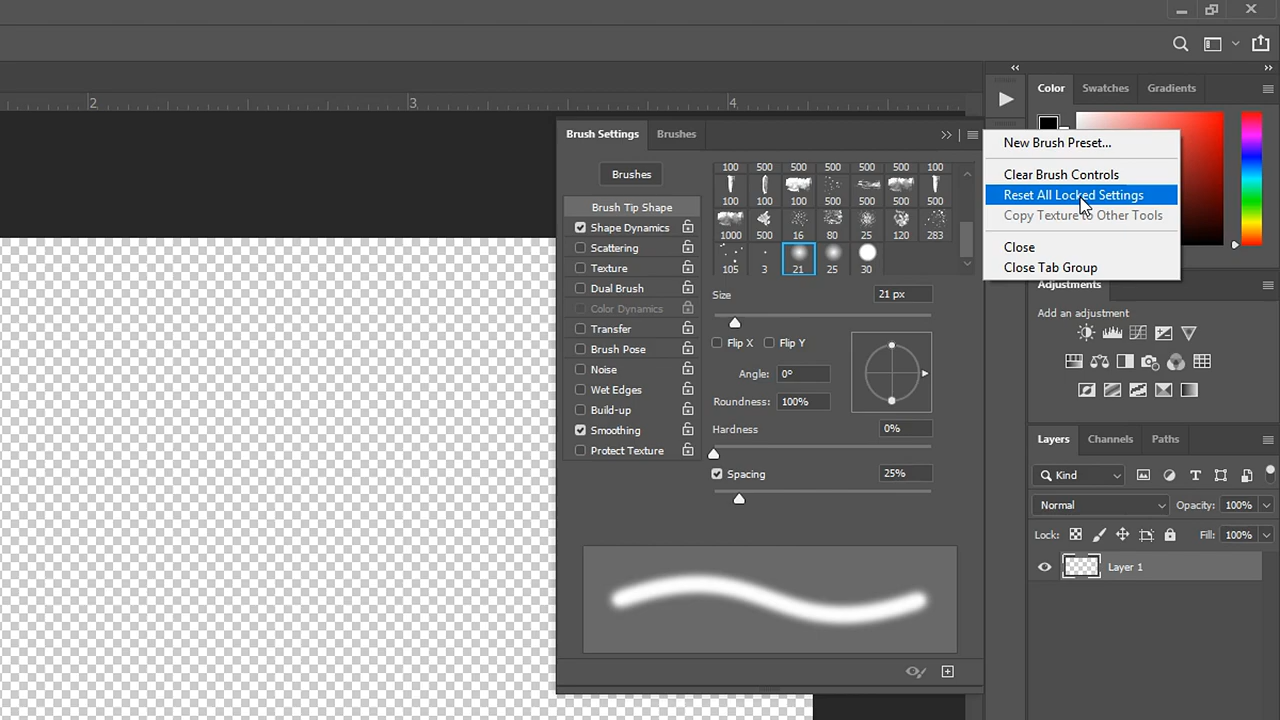 Color Swatches Gradients
2 3 4
Brush Settings Brushes
New Brush Preset...
Clear Brush Controls
Reset All Locked Settings
Copy Texture to Other Tools
Close
Close Tab Group
Brushes
Brush Tip Shape
Shape Dynamics
Scattering
Texture
Dual Brush
Color Dynamics
Transfer
Brush Pose
Noise
Wet Edges
Build-up
Smoothing
Protect Texture
100 500 500 500 500 500 100
100 100 100 100 100 100 100
1000 500 16 80 25 120 283
105 3 21 25 30
Size 21 px
Flip X Flip Y
Angle: 0°
Roundness: 100%
Hardness 0%
Spacing 25%
Adjustments
Add an adjustment
Layers Channels Paths
Kind
Normal Opacity: 100%
Lock: Fill: 100%
Layer 1